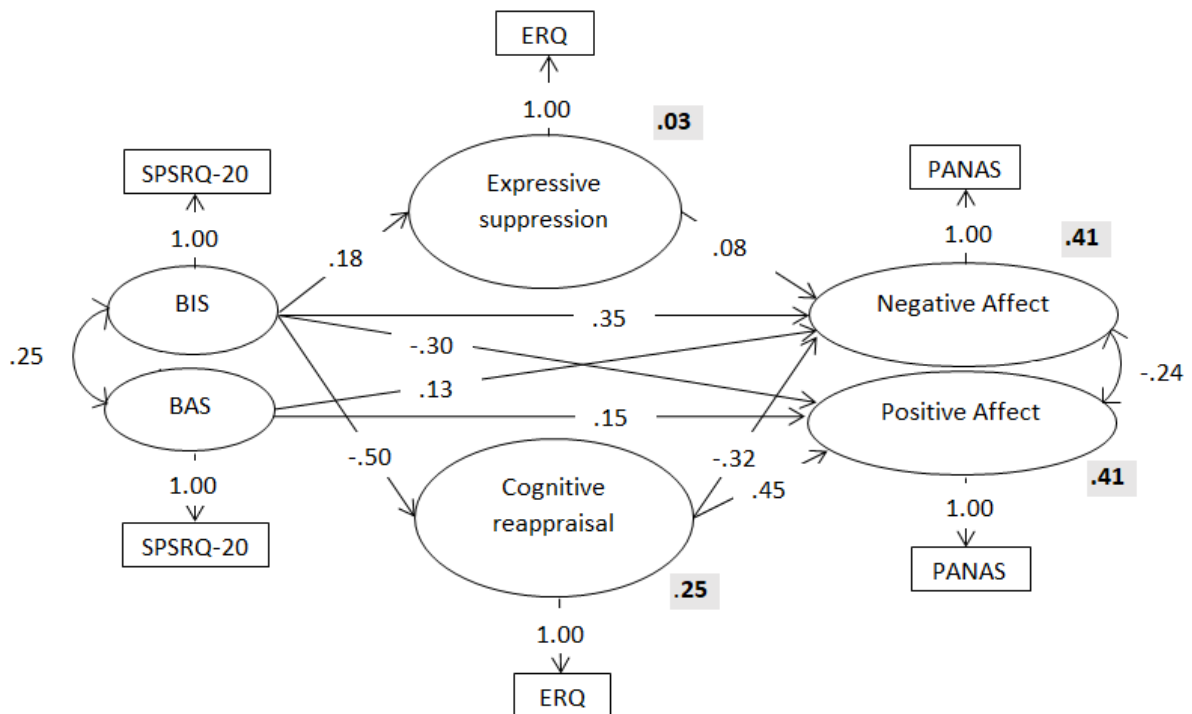 ERQ
1.00
.03
Expressive
suppression
SPSRQ-20
1.00
PANAS
1.00
.41
.18
.08
BIS
Negative Affect
.35
-.30
.25
.13
-.24
BAS
Positive Affect
.15
-.50
-.32
.45
.41
1.00
SPSRQ-20
Cognitive
reappraisal
1.00
PANAS
.25
1.00
ERQ